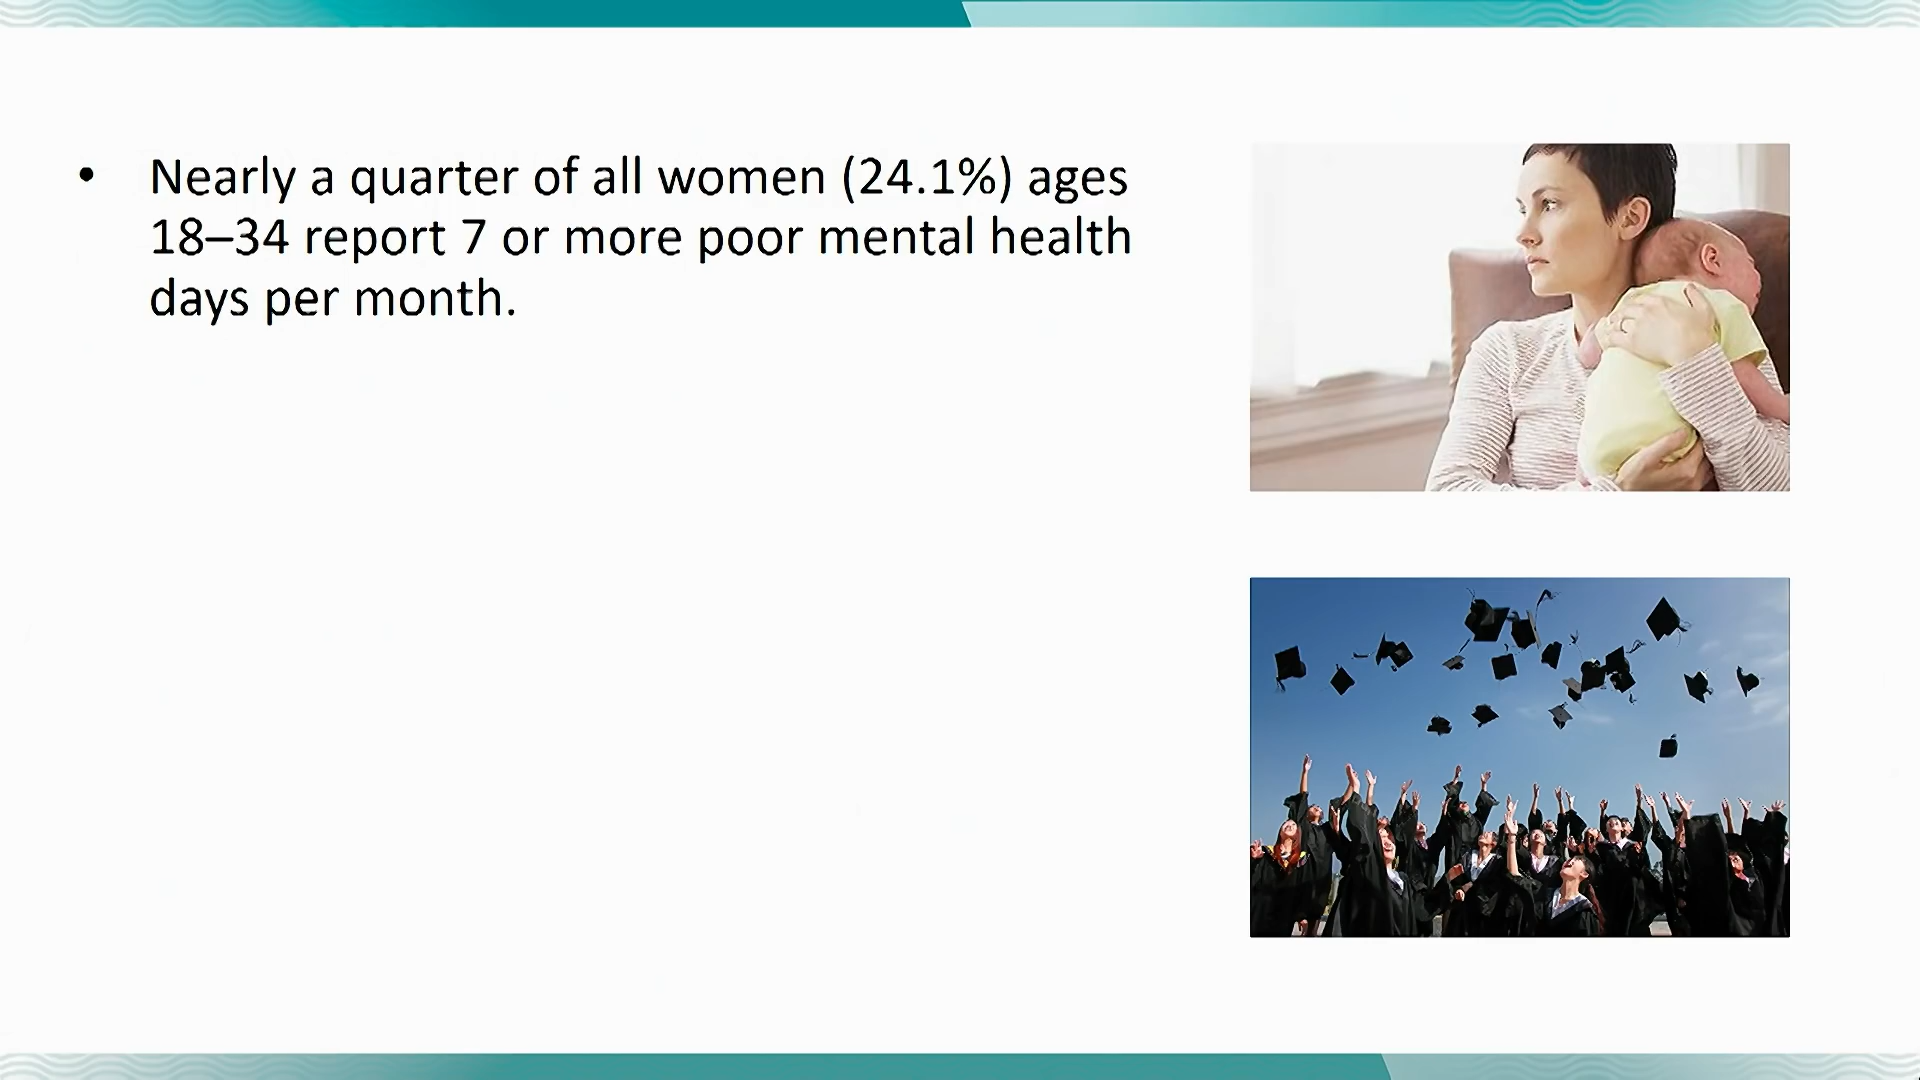 • Nearly a quarter of all women (24.1%) ages
18–34 report 7 or more poor mental health
days per month.